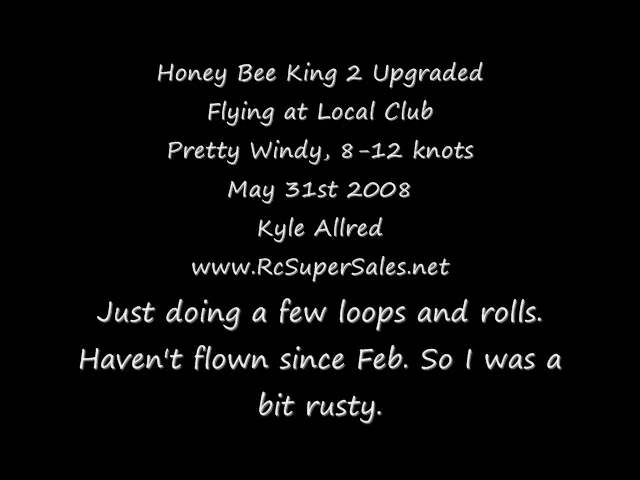 Honey Bee King 2 Upgraded
Flying at Local Club
Pretty Windy, 8-12 knots
May 31st 2008
Kyle Allred
www.RcSuperSales.net
Just doing a few loops and rolls.
Haven't flown since Feb. So I was a
bit rusty.